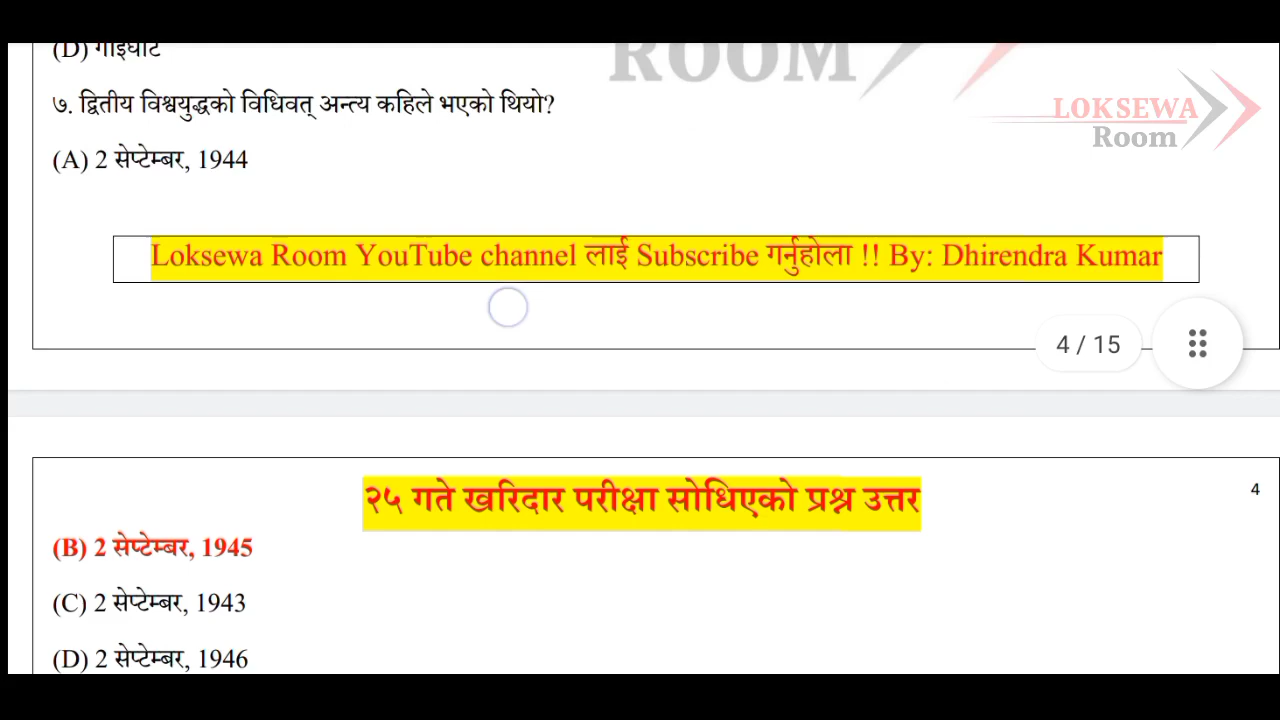 (D) गाईघाट
ROOM
LOKSEWA
Room
७. द्वितीय विश्वयुद्धको विधिवत् अन्त्य कहिले भएको थियो?
(A) 2 सेप्टेम्बर, 1944
Loksewa Room YouTube channel लाई Subscribe गर्नुहोला !! By: Dhirendra Kumar
4 / 15
4
२५ गते खरिदार परीक्षा सोधिएको प्रश्न उत्तर
(B) 2 सेप्टेम्बर, 1945
(C) 2 सेप्टेम्बर, 1943
(D) 2 सेप्टेम्बर, 1946